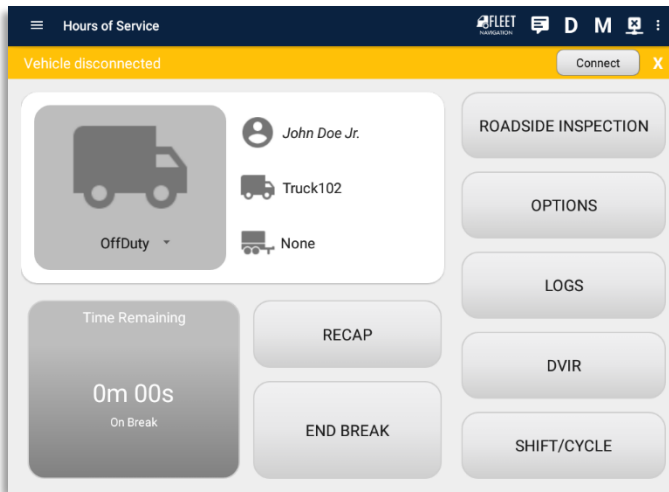 Hours of Service
FLEET
NAVIGATION
D M
Vehicle disconnected
Connect X
John Doe Jr.
Truck102
OffDuty
None
Time Remaining
0m 00s
On Break
RECAP
END BREAK
ROADSIDE INSPECTION
OPTIONS
LOGS
DVIR
SHIFT/CYCLE